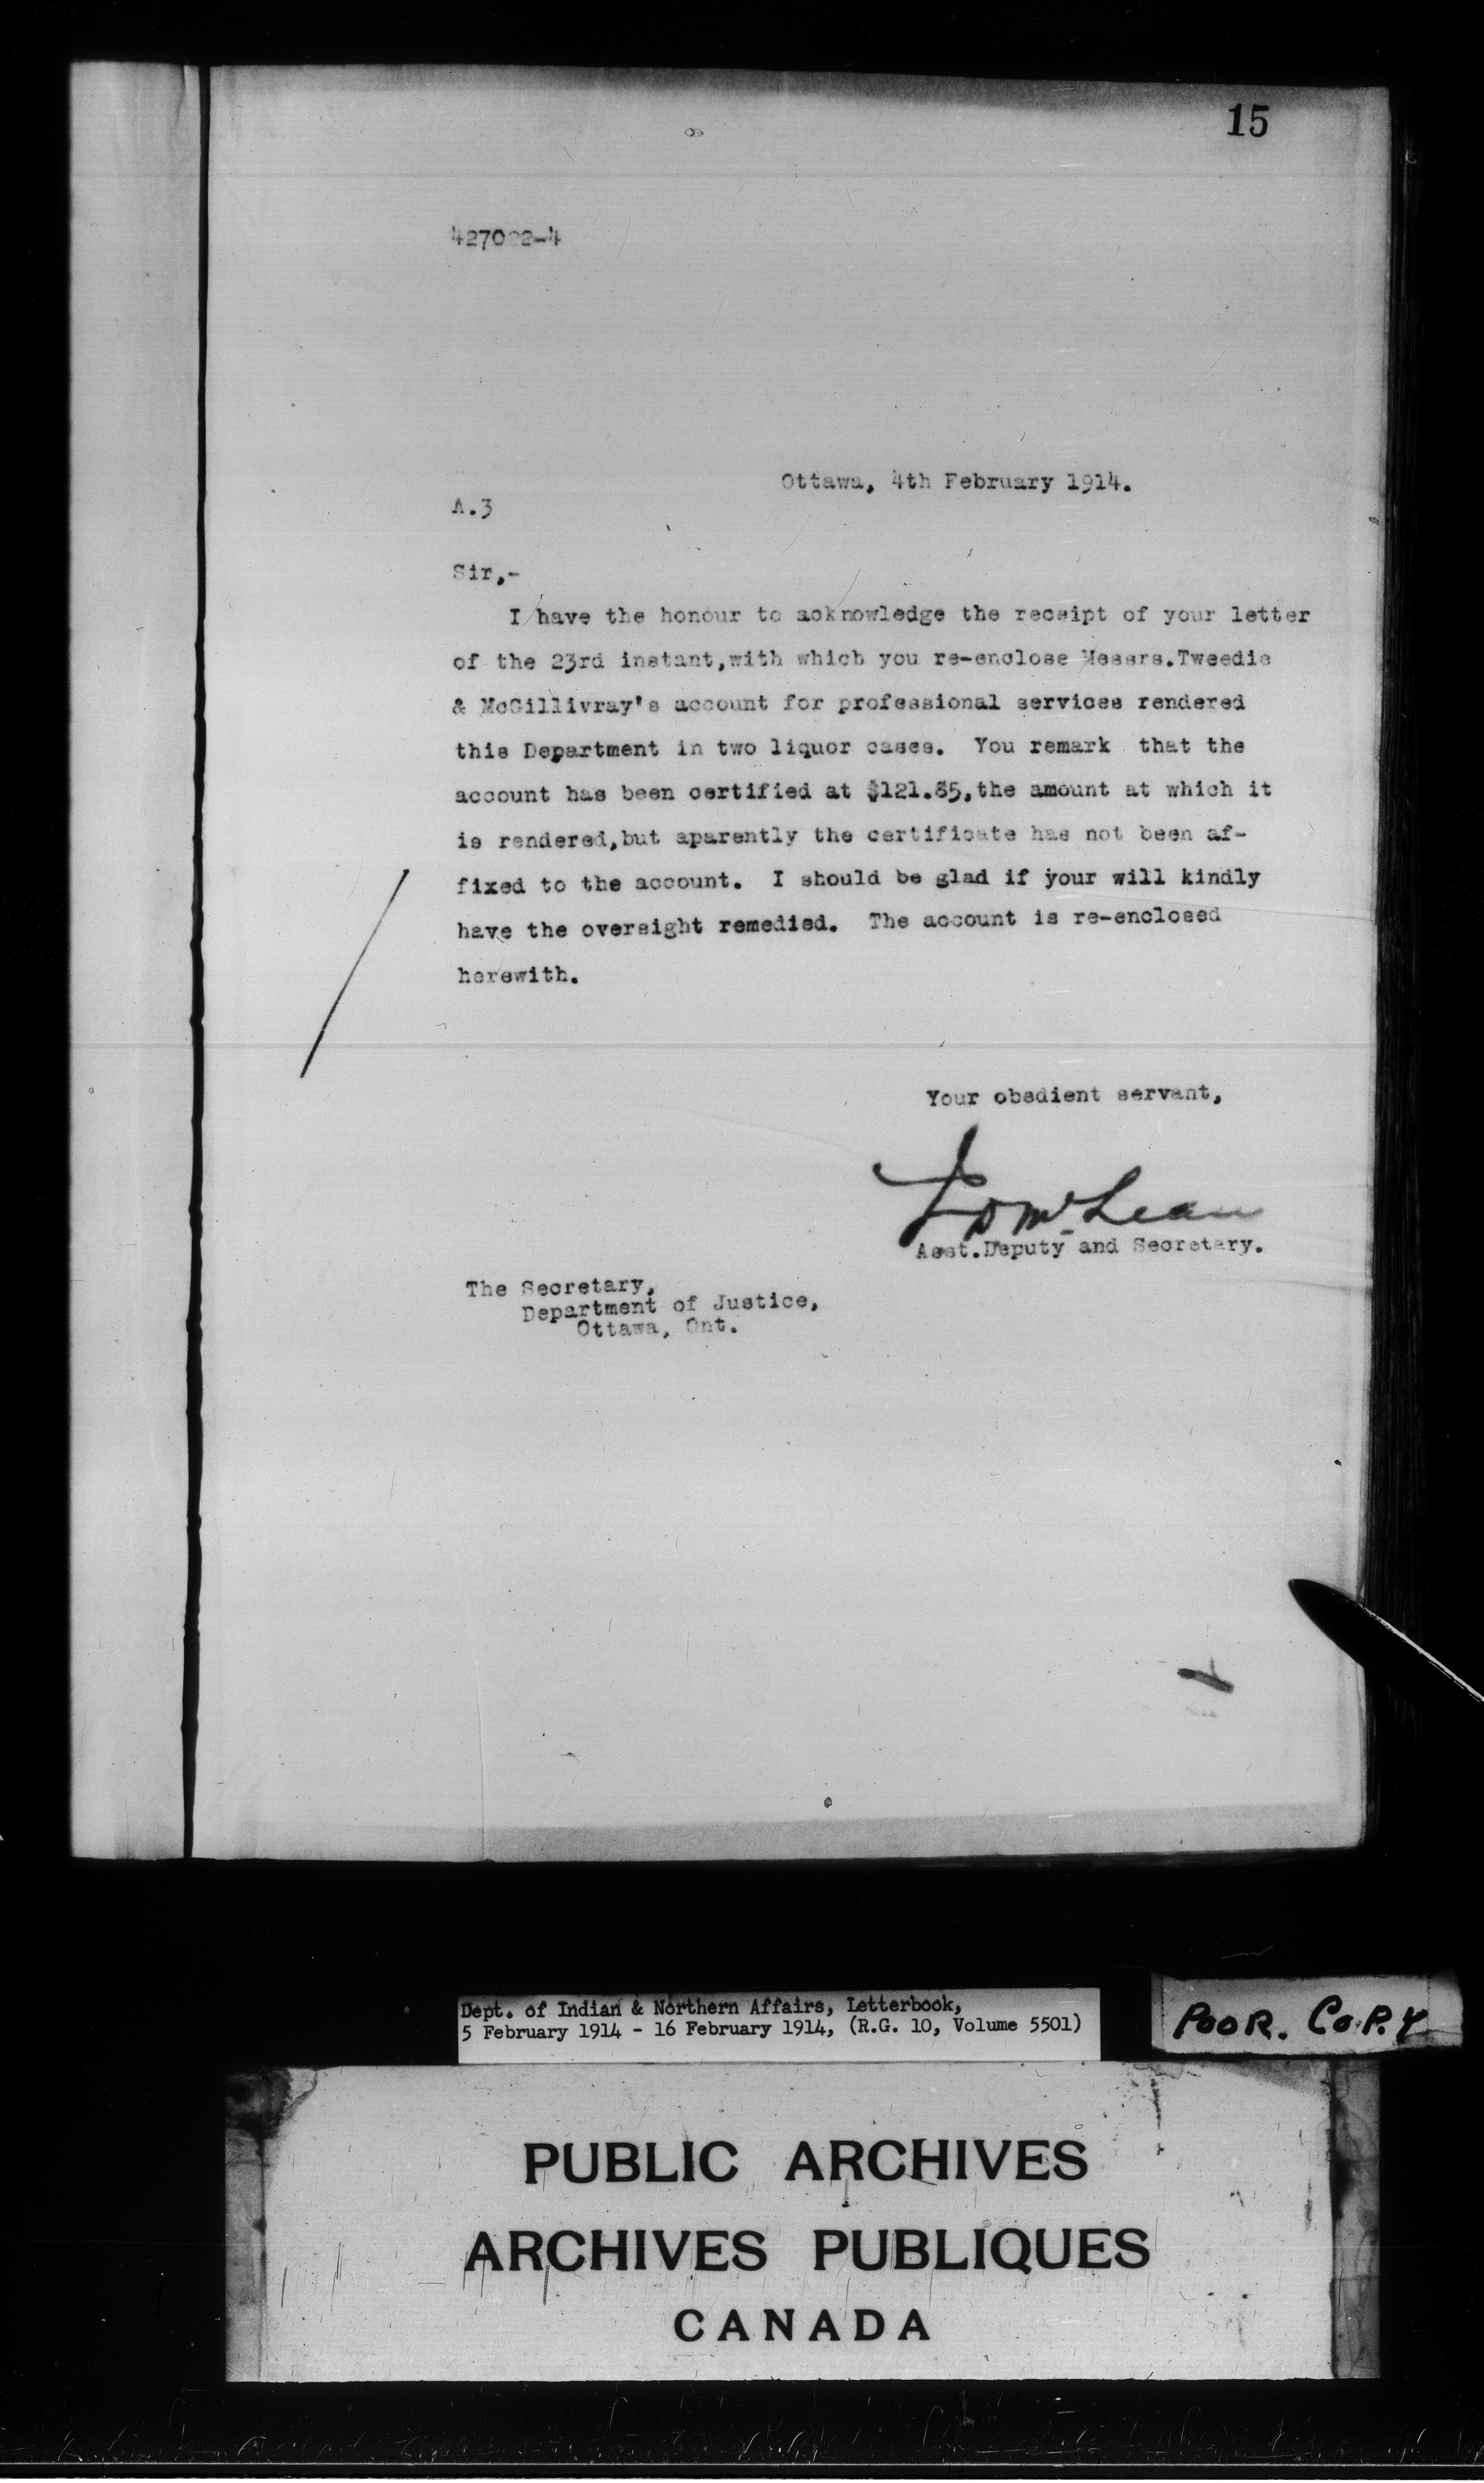 15
427022-4
Ottawa, 4th February 1914.
A.3
Sir,-
I have the honour to acknowledge the receipt of your letter
of the 23rd instant,with which you re-enclose Messrs.Tweedie
& McGillivray's account for professional services rendered
this Department in two liquor cases. You remark that the
account has been certified at $121.85,the amount at which it
is rendered,but aparently the certificate has not been af-
fixed to the account. I should be glad if your will kindly
have the oversight remedied. The account is re-enclosed
herewith.
Your obedient servant,
J D McLean
Asst.Deputy and Secretary.
The Secretary,
Department of Justice,
Ottawa, Ont.
Dept. of Indian & Northern Affairs, Letterbook,
5 February 1914 - 16 February 1914, (R.G. 10, Volume 5501)
POOR. COPY
PUBLIC ARCHIVES
ARCHIVES PUBLIQUES
CANADA